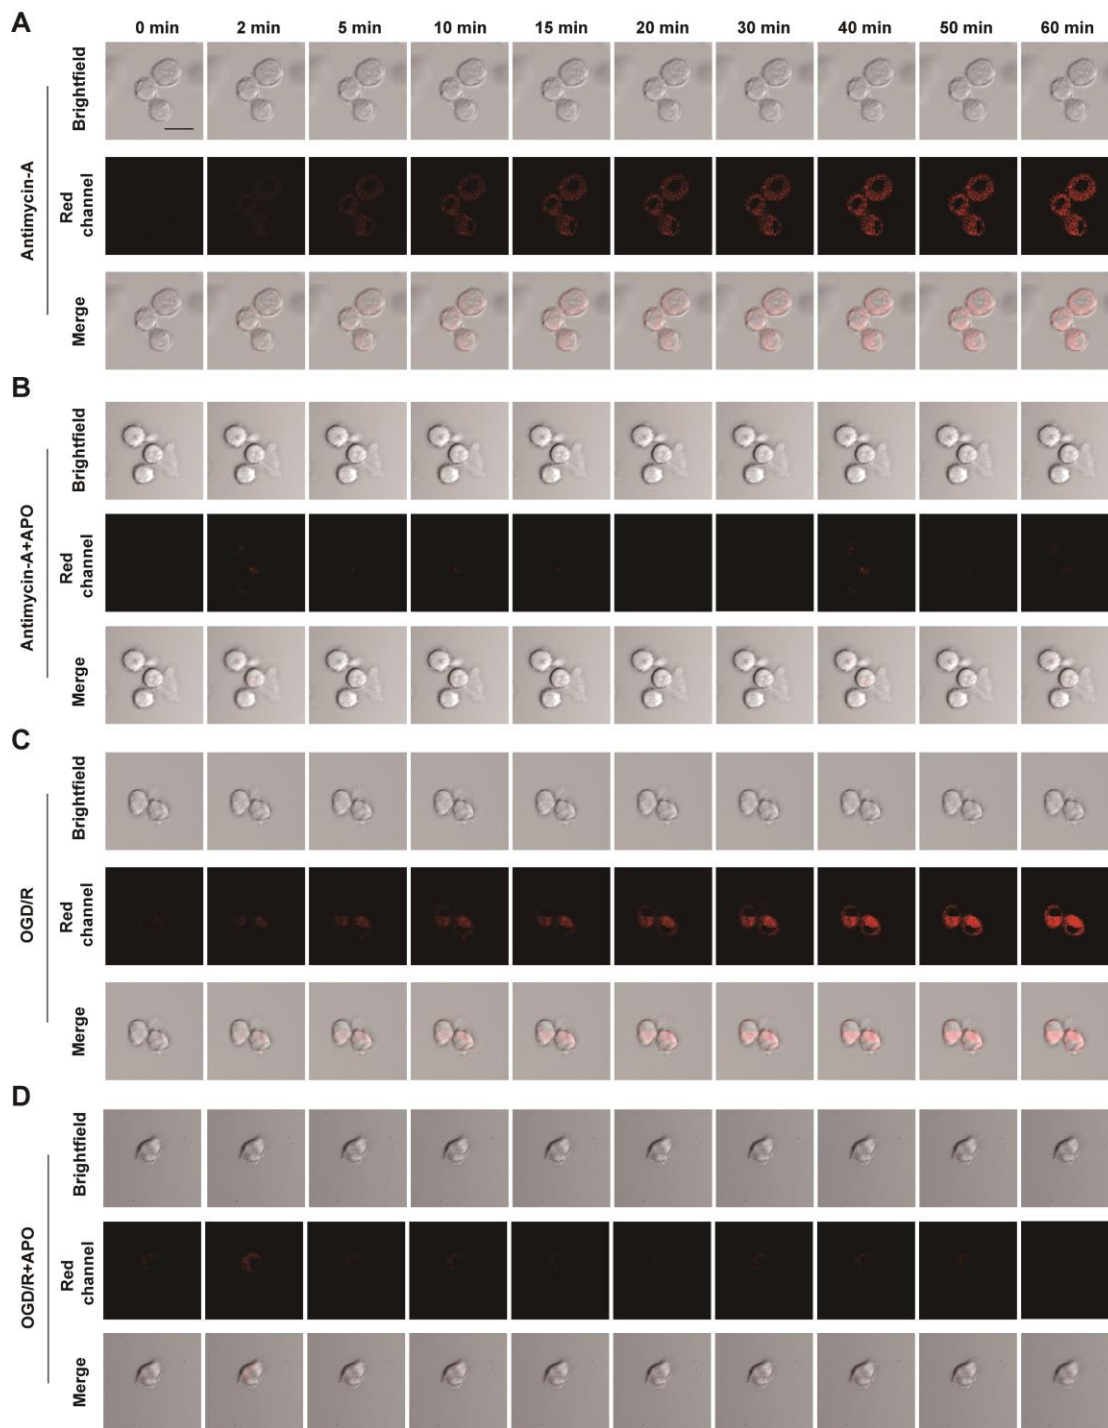 A
0 min 2 min 5 min 10 min 15 min 20 min 30 min 40 min 50 min 60 min
Antimycin-A
Brightfield
Red
channel
Merge
B
Antimycin-A+APO
Brightfield
Red
channel
Merge
C
OGD/R
Brightfield
Red
channel
Merge
D
OGD/R+APO
Brightfield
Red
channel
Merge